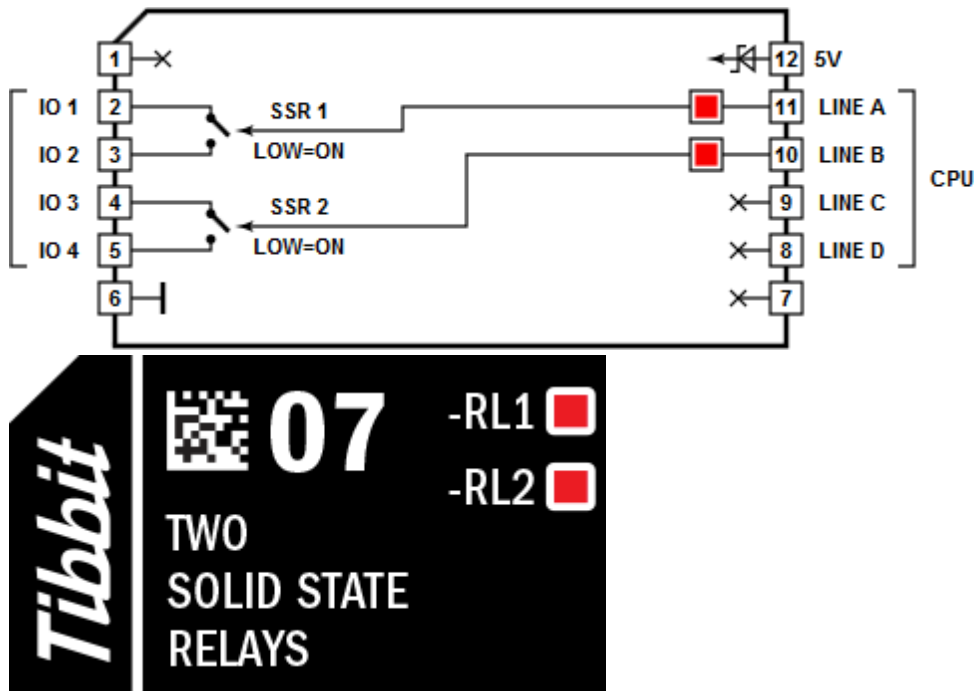 1 12 5V
IO 1 2 SSR 1 11 LINE A
IO 2 3 LOW=ON 10 LINE B
CPU
IO 3 4 SSR 2 9 LINE C
IO 4 5 LOW=ON 8 LINE D
6 7
Tibbit
07 -RL1
-RL2
TWO
SOLID STATE
RELAYS